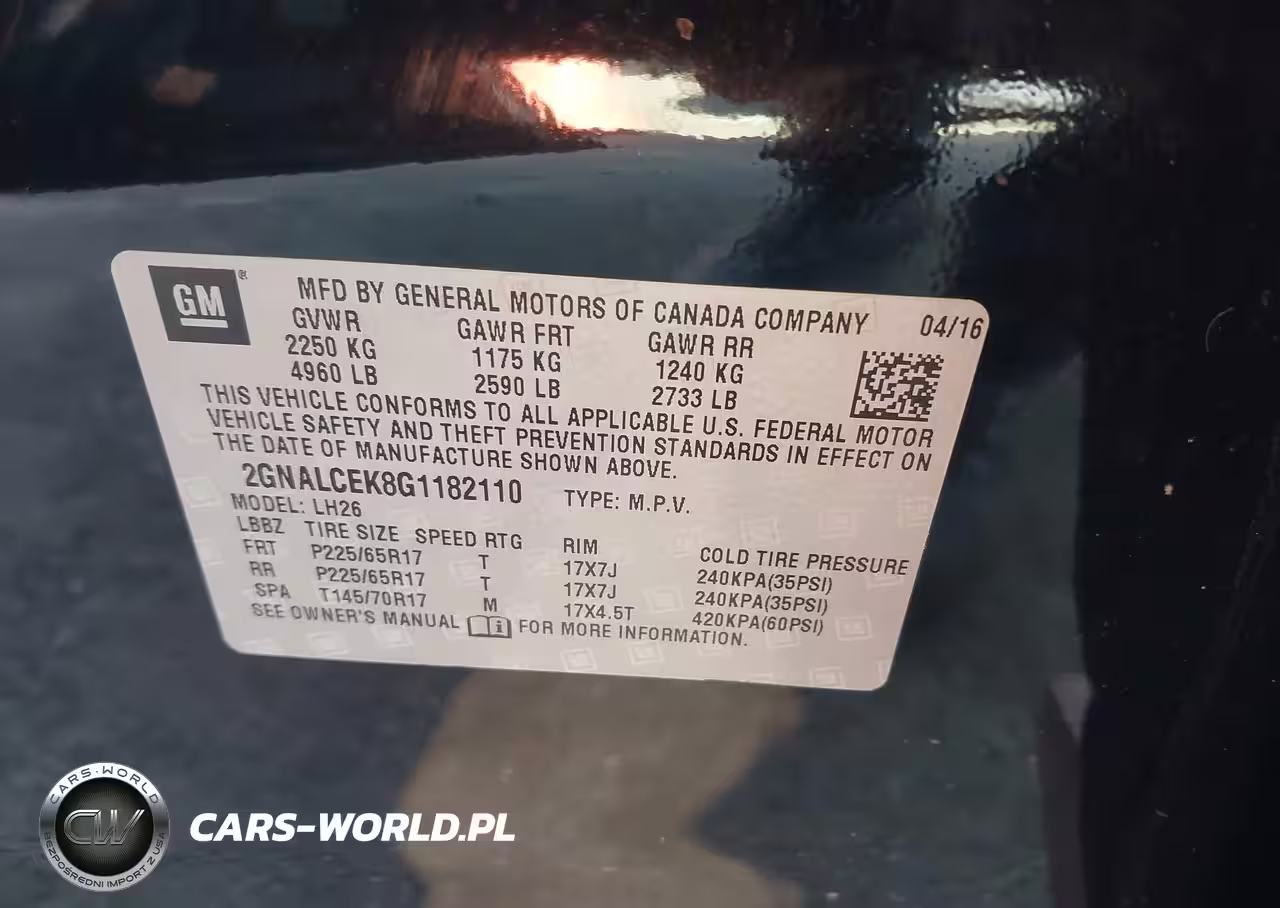 GM®
MFD BY GENERAL MOTORS OF CANADA COMPANY 04/16
GVWR GAWR FRT GAWR RR
2250 KG 1175 KG 1240 KG
4960 LB 2590 LB 2733 LB
THIS VEHICLE CONFORMS TO ALL APPLICABLE U.S. FEDERAL MOTOR
VEHICLE SAFETY AND THEFT PREVENTION STANDARDS IN EFFECT ON
THE DATE OF MANUFACTURE SHOWN ABOVE.
2GNALCEK8G1182110 TYPE: M.P.V.
MODEL: LH26
LBBZ TIRE SIZE SPEED RTG RIM COLD TIRE PRESSURE
FRT P225/65R17 T 17X7J 240KPA(35PSI)
RR P225/65R17 T 17X7J 240KPA(35PSI)
SPA T145/70R17 M 17X4.5T 420KPA(60PSI)
SEE OWNER'S MANUAL i FOR MORE INFORMATION.
CARS-WORLD
CW
BEZPOŚREDNI IMPORT Z USA
CARS-WORLD.PL